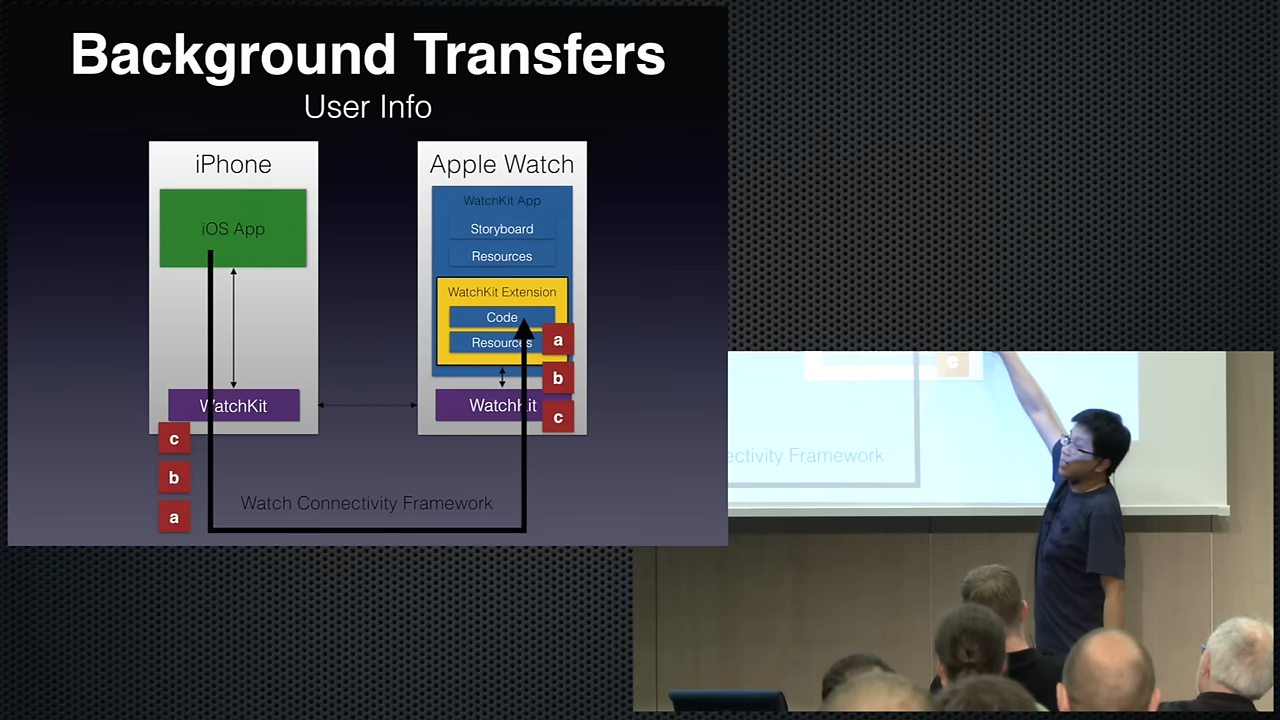 Background Transfers
User Info
iPhone
iOS App
WatchKit
c
b
a
Apple Watch
WatchKit App
Storyboard
Resources
WatchKit Extension
Code
Resources
WatchKit
a
b
c
Watch Connectivity Framework
c
ectivity Framework